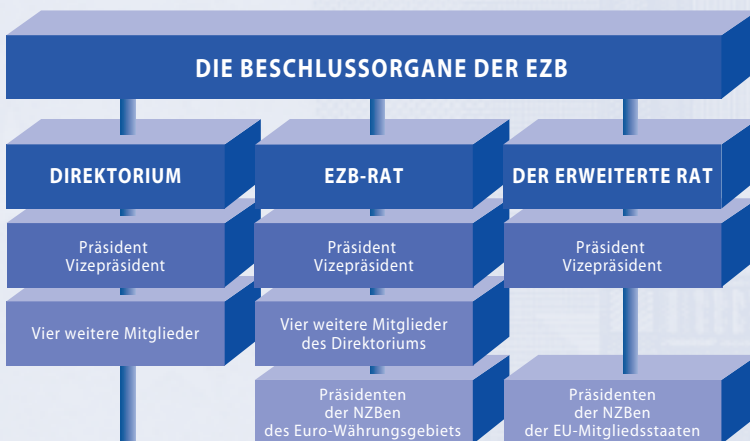 DIE BESCHLUSSORGANE DER EZB
DIREKTORIUM
Präsident
Vizepräsident
Vier weitere Mitglieder
EZB-RAT
Präsident
Vizepräsident
Vier weitere Mitglieder
des Direktoriums
Präsidenten
der NZBen
des Euro-Währungsgebiets
DER ERWEITERTE RAT
Präsident
Vizepräsident
Präsidenten
der NZBen
der EU-Mitgliedsstaaten